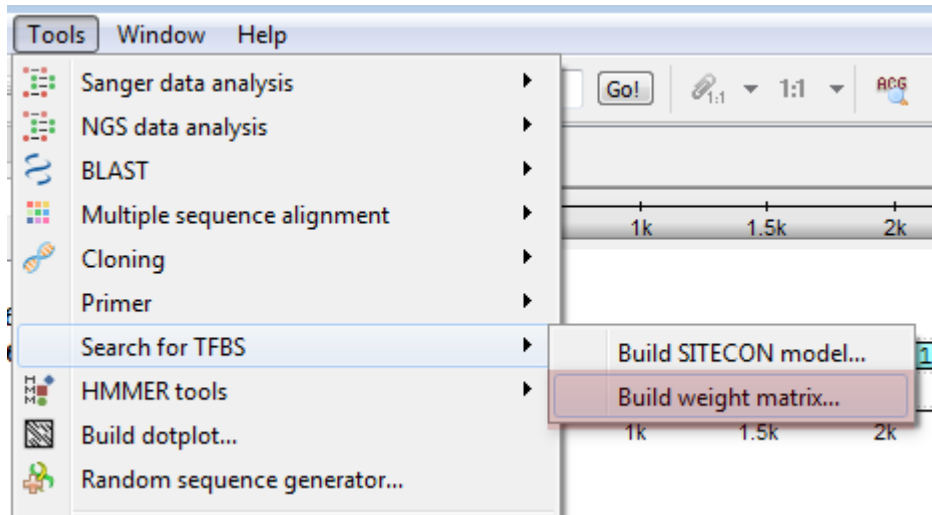 Tools Window Help
Sanger data analysis
Go! 1:1 1:1 ACG
NGS data analysis
BLAST
Multiple sequence alignment
1k 1.5k 2k
Cloning
Primer
Search for TFBS
Build SITECON model... 1
HMMER tools
Build weight matrix...
Build dotplot...
1k 1.5k 2k
Random sequence generator...